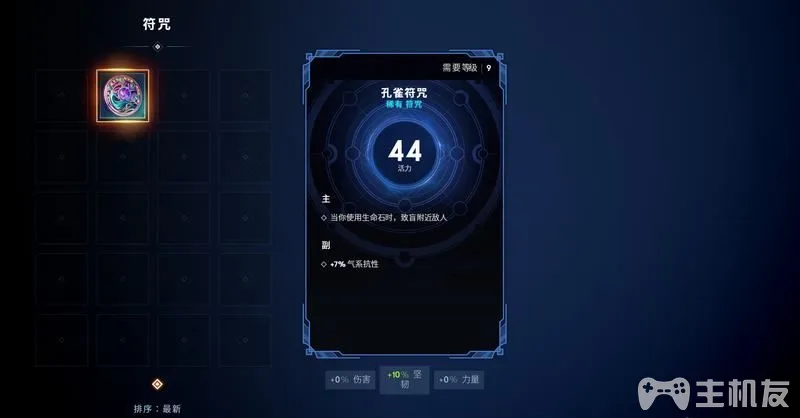 符咒
需要等級 9
孔雀符咒
稀有 符咒
44
活力
主
当你使用生命石时，致盲附近敌人
副
+7% 气系抗性
+0% 伤害
+10% 坚韧
+0% 力量
排序：最新
主机友